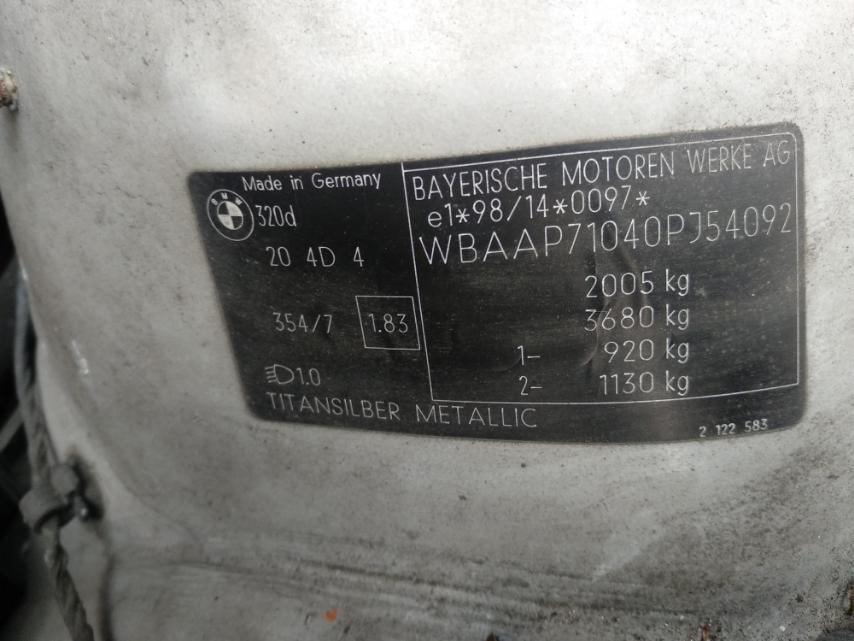 Made in Germany
BMW
320d
20 4D 4
354/7 1.83
1.0
TITANSILBER METALLIC
BAYERISCHE MOTOREN WERKE AG
e1*98/14*0097*
WBAAP71040PJ54092
2005 kg
3680 kg
1- 920 kg
2- 1130 kg
2 122 583